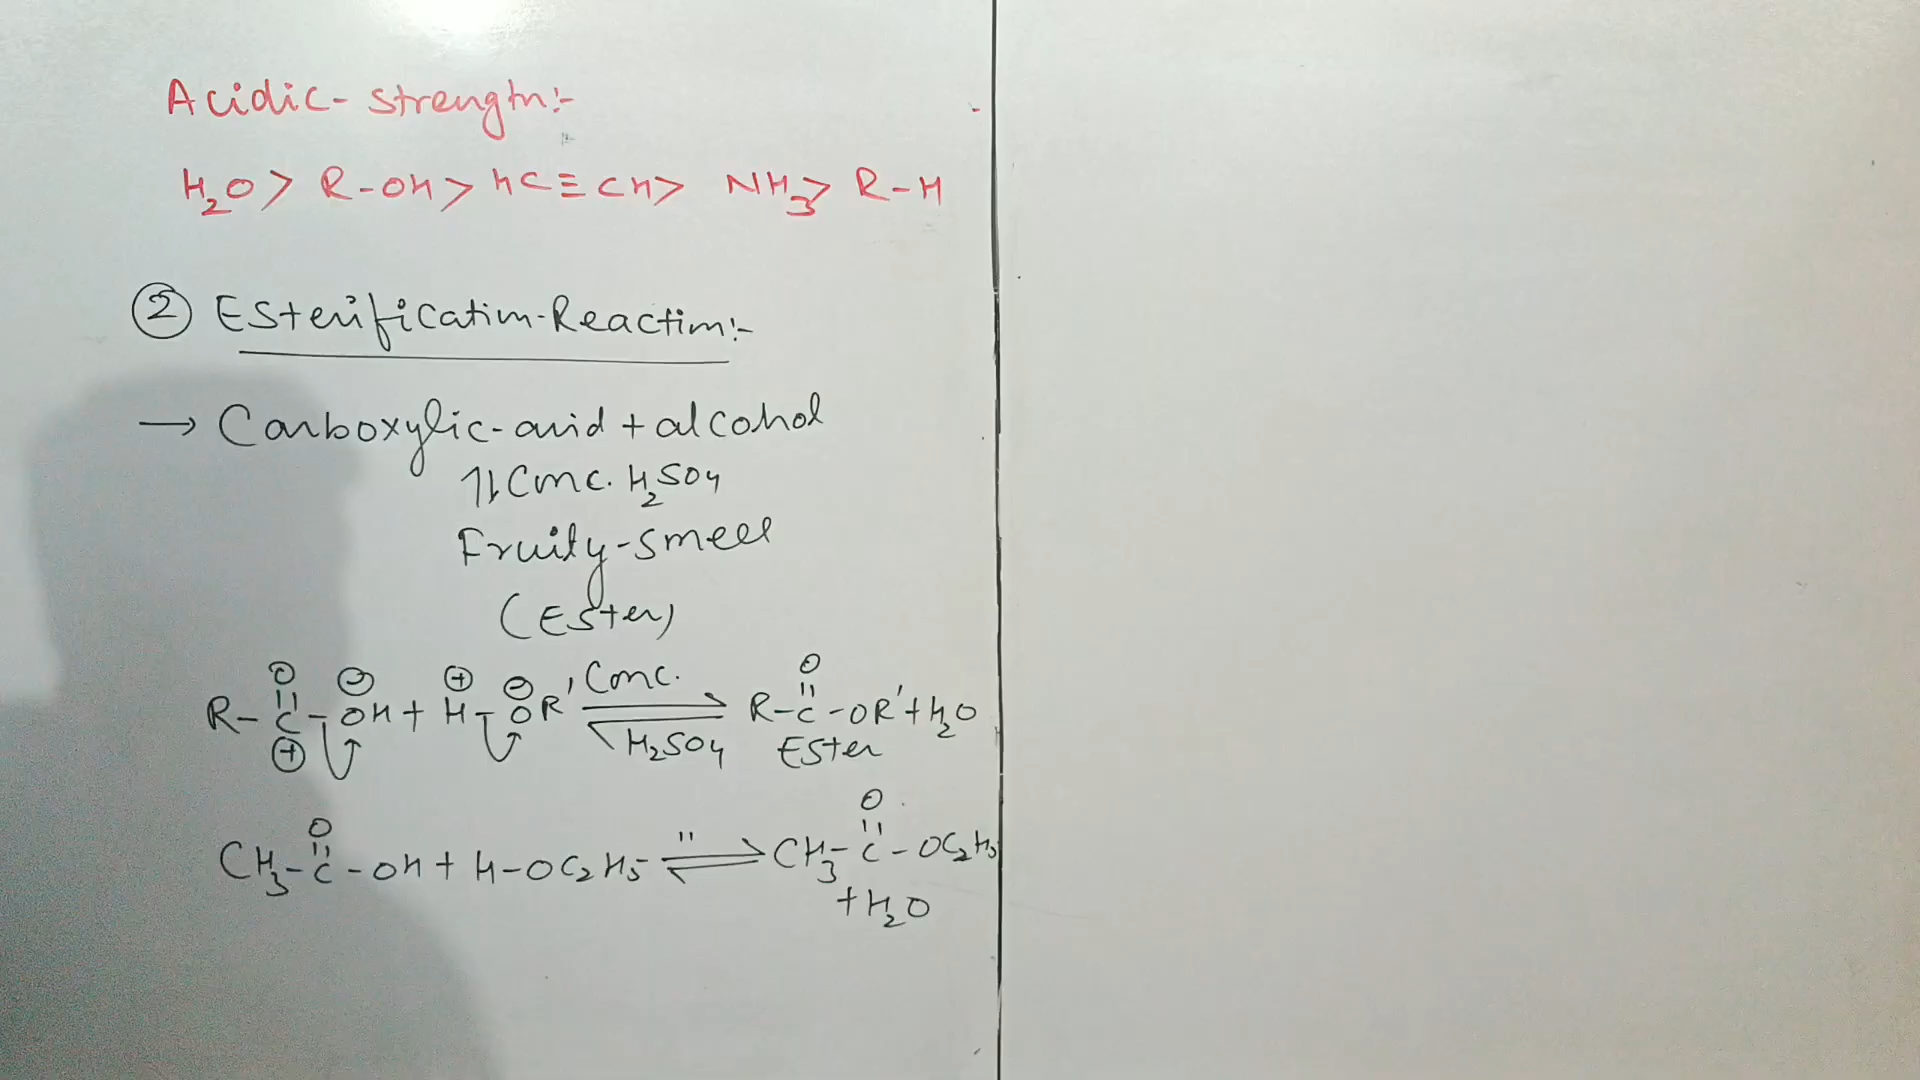 Acidic- strength:-
H₂O > R-OH > HC≡CH > NH₃ > R-H
② Esterification-Reaction:-
→ Carboxylic-acid + alcohol
⇅ Conc. H₂SO₄
Fruity-smell
(Ester)
O ⊖ ⊕ ⊖ Conc. O
R-C-OH + H-OR' ⇌ R-C-OR' + H₂O
⊕ H₂SO₄ Ester
O O
CH₃-C-OH + H-OC₂H₅ ⇌ " CH₃-C-OC₂H₅
+ H₂O